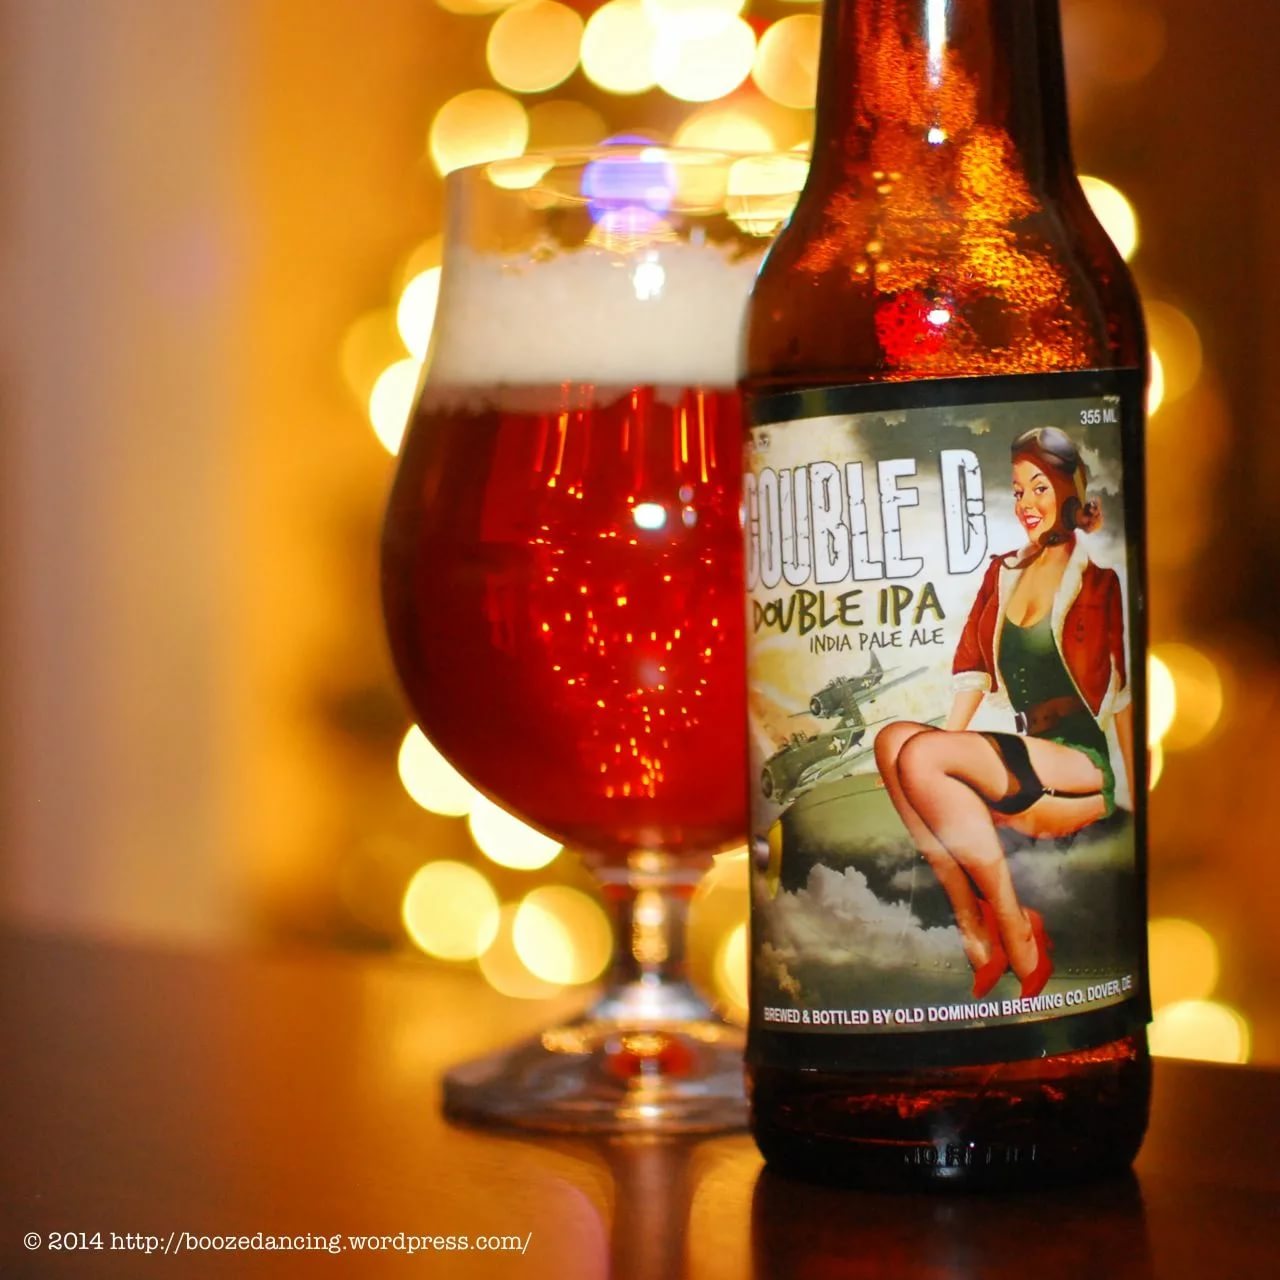 355 ML
DOUBLE D
DOUBLE IPA
INDIA PALE ALE
BREWED & BOTTLED BY OLD DOMINION BREWING CO. DOVER, DE
© 2014 http://boozedancing.wordpress.com/